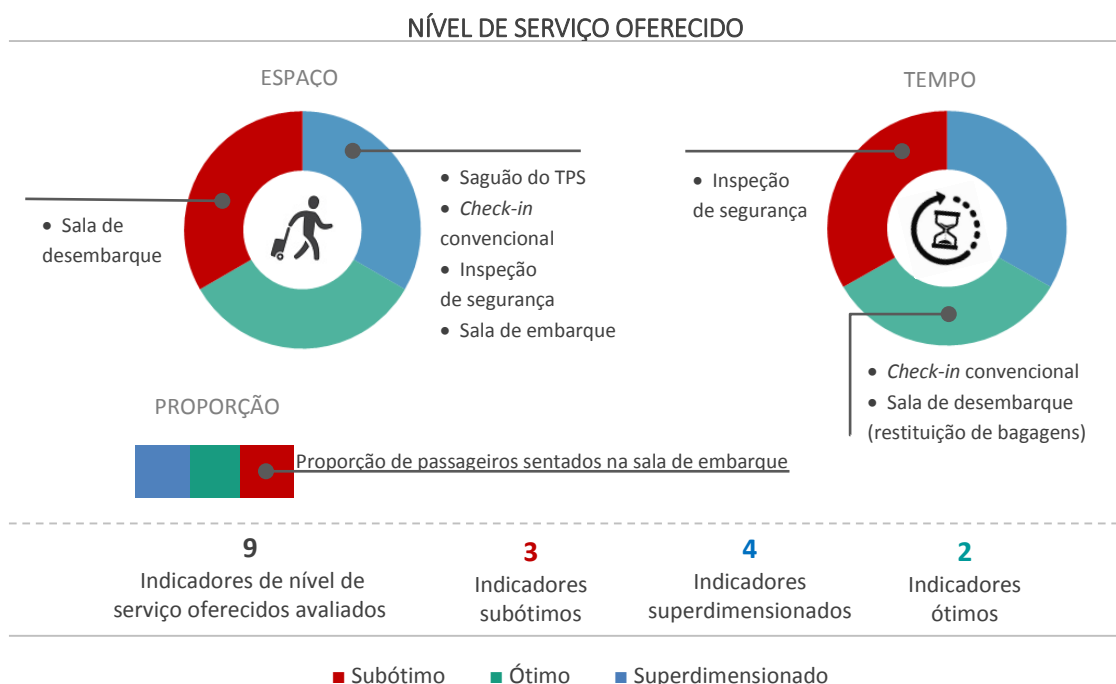 NÍVEL DE SERVIÇO OFERECIDO
ESPAÇO
• Sala de
desembarque
• Saguão do TPS
• Check-in
convencional
• Inspeção
de segurança
• Sala de embarque
TEMPO
• Inspeção
de segurança
• Check-in convencional
• Sala de desembarque
(restituição de bagagens)
PROPORÇÃO
Proporção de passageiros sentados na sala de embarque
9
Indicadores de nível de
serviço oferecidos avaliados
3
Indicadores
subótimos
4
Indicadores
superdimensionados
2
Indicadores
ótimos
Subótimo
Ótimo
Superdimensionado